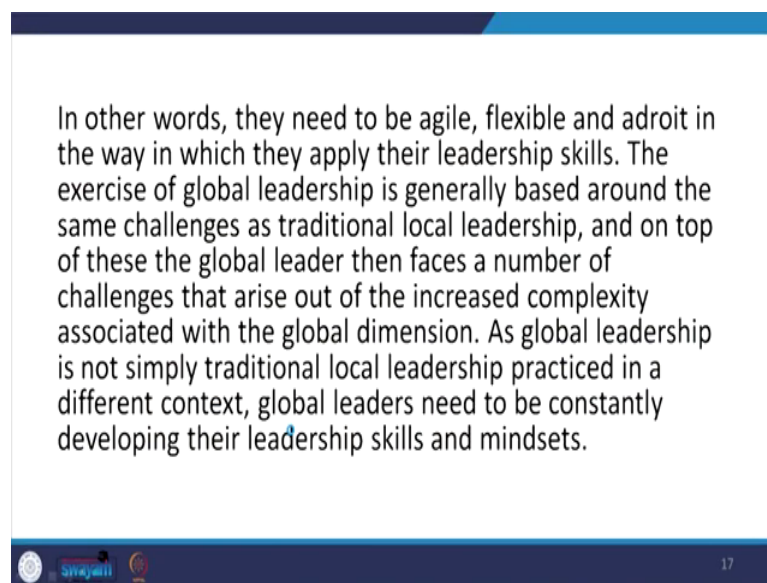 In other words, they need to be agile, flexible and adroit in
the way in which they apply their leadership skills. The
exercise of global leadership is generally based around the
same challenges as traditional local leadership, and on top
of these the global leader then faces a number of
challenges that arise out of the increased complexity
associated with the global dimension. As global leadership
is not simply traditional local leadership practiced in a
different context, global leaders need to be constantly
developing their leadership skills and mindsets.
swayam
17